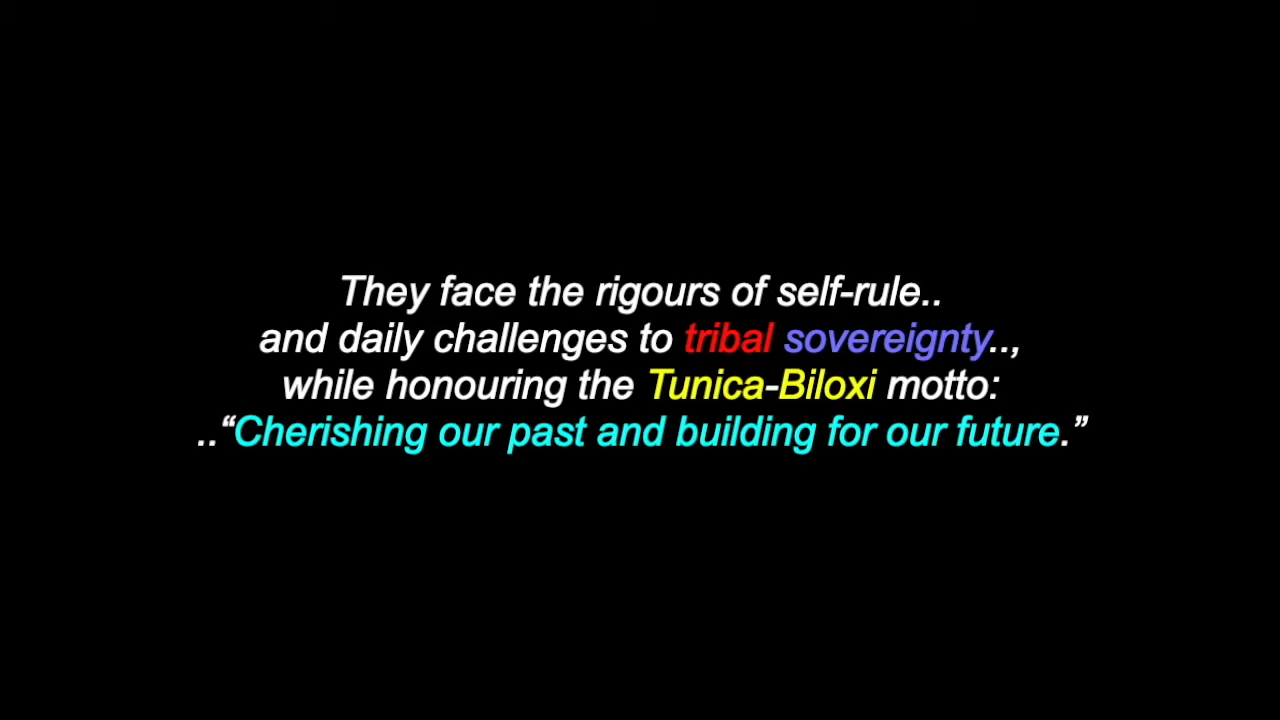 They face the rigours of self-rule..
and daily challenges to tribal sovereignty..,
while honouring the Tunica-Biloxi motto:
..“Cherishing our past and building for our future.”